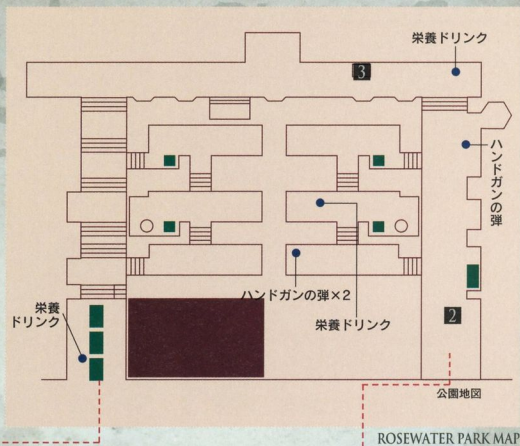 栄養ドリンク
3
ハンドガンの弾
ハンドガンの弾×2
栄養
ドリンク
栄養ドリンク
2
公園地図
ROSEWATER PARK MAP